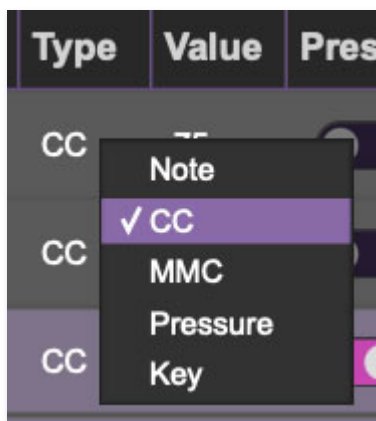 Type Value Pres
CC
Note
✓ CC
CC
MMC
Pressure
CC
Key